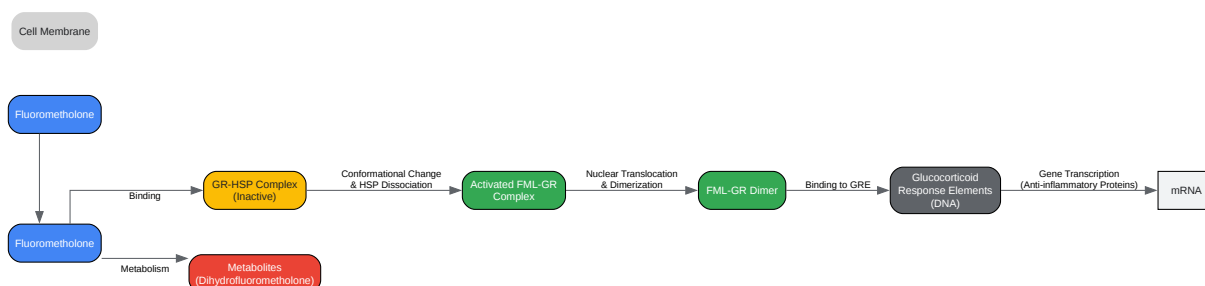 Cell Membrane
Fluorometholone
Fluorometholone
Binding
Metabolism
GR-HSP Complex
(Inactive)
Metabolites
(Dihydrofluorometholone)
Conformational Change
& HSP Dissociation
Activated FML-GR
Complex
Nuclear Translocation
& Dimerization
FML-GR Dimer
Binding to GRE
Glucocorticoid
Response Elements
(DNA)
Gene Transcription
(Anti-inflammatory Proteins)
mRNA